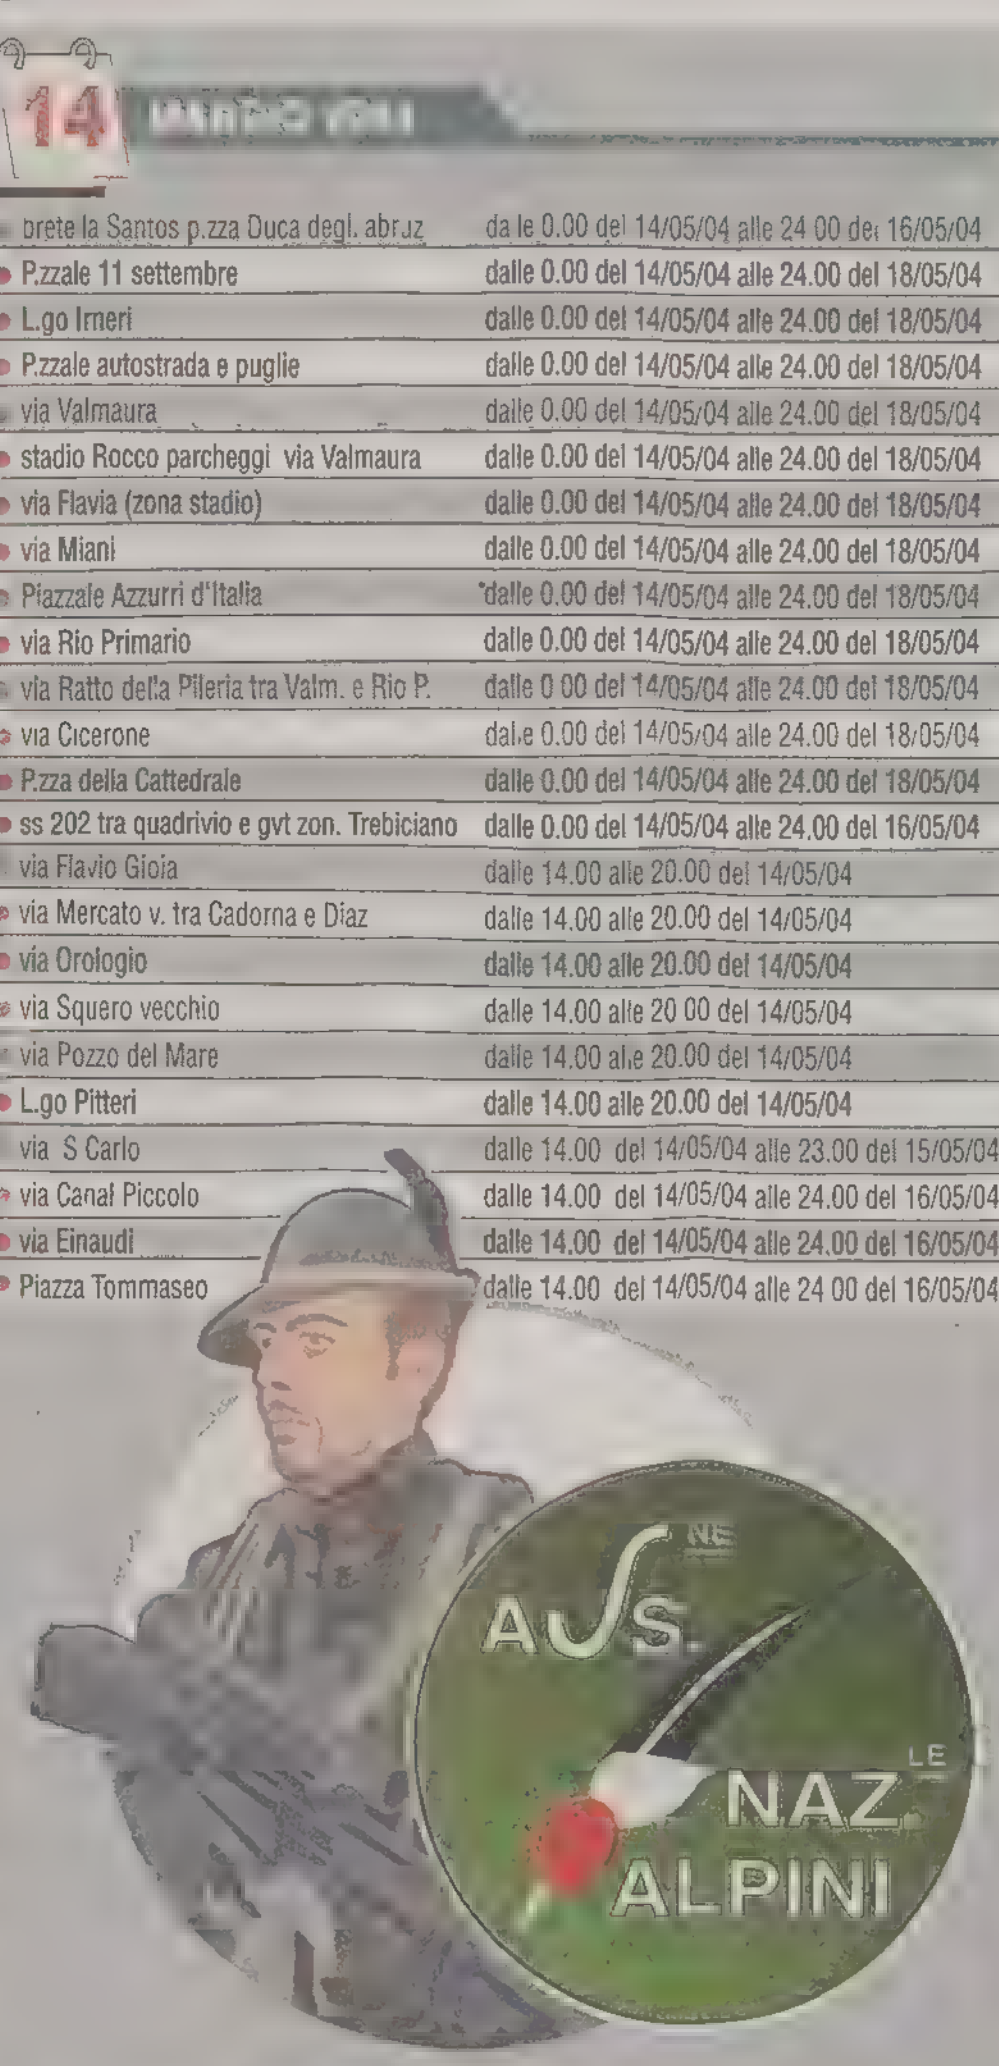 14
brete la Santos p.zza Duca degl. abruz dalle 0.00 del 14/05/04 alle 24 00 del 16/05/04
P.zzale 11 settembre dalle 0.00 del 14/05/04 alle 24.00 del 18/05/04
L.go Irneri dalle 0.00 del 14/05/04 alle 24.00 del 18/05/04
P.zzale autostrada e puglie dalle 0.00 del 14/05/04 alle 24.00 del 18/05/04
via Valmaura dalle 0.00 del 14/05/04 alle 24.00 del 18/05/04
stadio Rocco parcheggi via Valmaura dalle 0.00 del 14/05/04 alle 24.00 del 18/05/04
via Flavia (zona stadio) dalle 0.00 del 14/05/04 alle 24.00 del 18/05/04
via Miani dalle 0.00 del 14/05/04 alle 24.00 del 18/05/04
Piazzale Azzurri d'Italia dalle 0.00 del 14/05/04 alle 24.00 del 18/05/04
via Rio Primario dalle 0.00 del 14/05/04 alle 24.00 del 18/05/04
via Ratto della Pileria tra Valm. e Rio P. dalle 0 00 del 14/05/04 alle 24.00 del 18/05/04
via Cicerone dalle 0.00 del 14/05/04 alle 24.00 del 18/05/04
P.zza della Cattedrale dalle 0.00 del 14/05/04 alle 24.00 del 18/05/04
ss 202 tra quadrivio e gvt zon. Trebiciano dalle 0.00 del 14/05/04 alle 24.00 del 16/05/04
via Flavio Gioia dalle 14.00 alle 20.00 del 14/05/04
via Mercato v. tra Cadorna e Diaz dalle 14.00 alle 20.00 del 14/05/04
via Orologio dalle 14.00 alle 20.00 del 14/05/04
via Squero vecchio dalle 14.00 alle 20 00 del 14/05/04
via Pozzo del Mare dalle 14.00 alle 20.00 del 14/05/04
L.go Pitteri dalle 14.00 alle 20.00 del 14/05/04
via S Carlo dalle 14.00 del 14/05/04 alle 23.00 del 15/05/04
via Canal Piccolo dalle 14.00 del 14/05/04 alle 24.00 del 16/05/04
via Einaudi dalle 14.00 del 14/05/04 alle 24.00 del 16/05/04
Piazza Tommaseo dalle 14.00 del 14/05/04 alle 24 00 del 16/05/04
ASS.NE
NAZ.LE
ALPINI